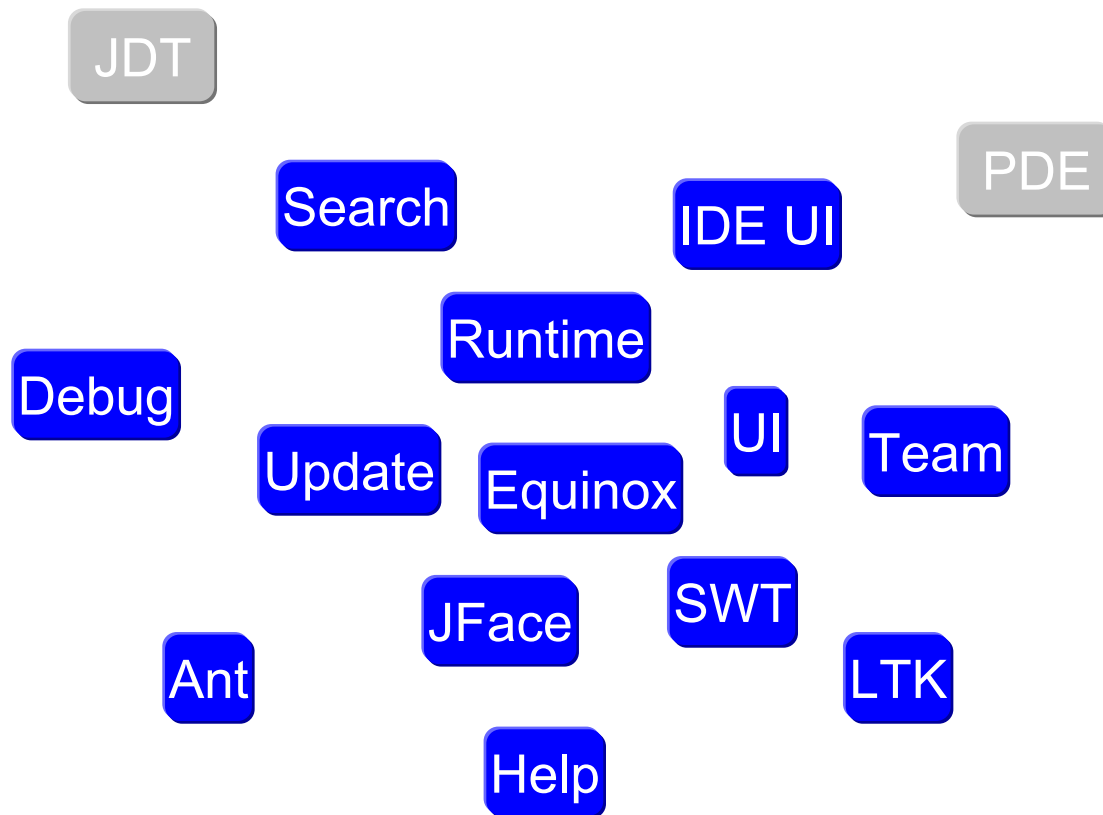 JDT
PDE
Search
IDE UI
Runtime
Debug
UI
Team
Update
Equinox
SWT
JFace
Ant
LTK
Help